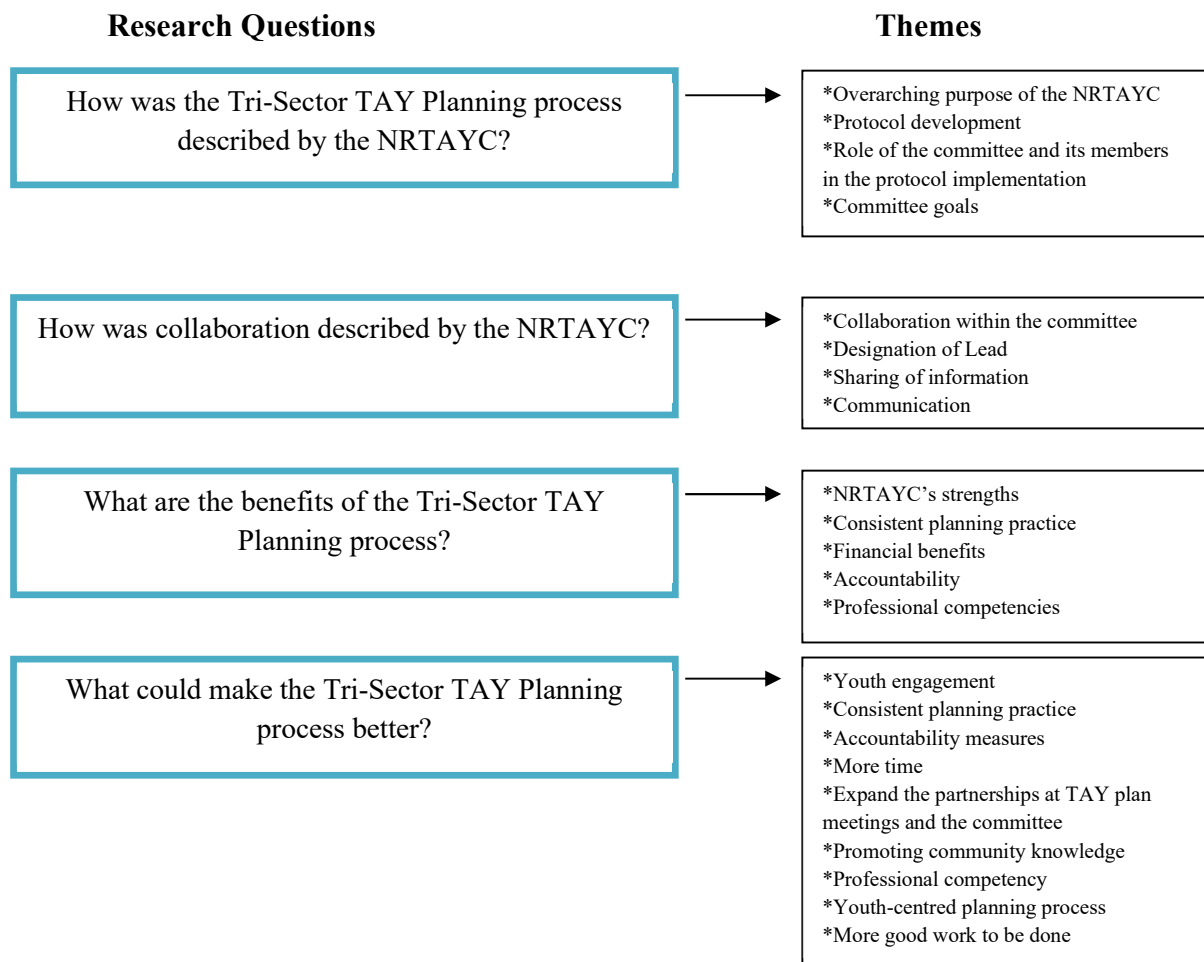 Research Questions
Themes
How was the Tri-Sector TAY Planning process
described by the NRTAYC?
*Overarching purpose of the NRTAYC
*Protocol development
*Role of the committee and its members
in the protocol implementation
*Committee goals
How was collaboration described by the NRTAYC?
*Collaboration within the committee
*Designation of Lead
*Sharing of information
*Communication
What are the benefits of the Tri-Sector TAY
Planning process?
*NRTAYC’s strengths
*Consistent planning practice
*Financial benefits
*Accountability
*Professional competencies
What could make the Tri-Sector TAY Planning
process better?
*Youth engagement
*Consistent planning practice
*Accountability measures
*More time
*Expand the partnerships at TAY plan
meetings and the committee
*Promoting community knowledge
*Professional competency
*Youth-centred planning process
*More good work to be done